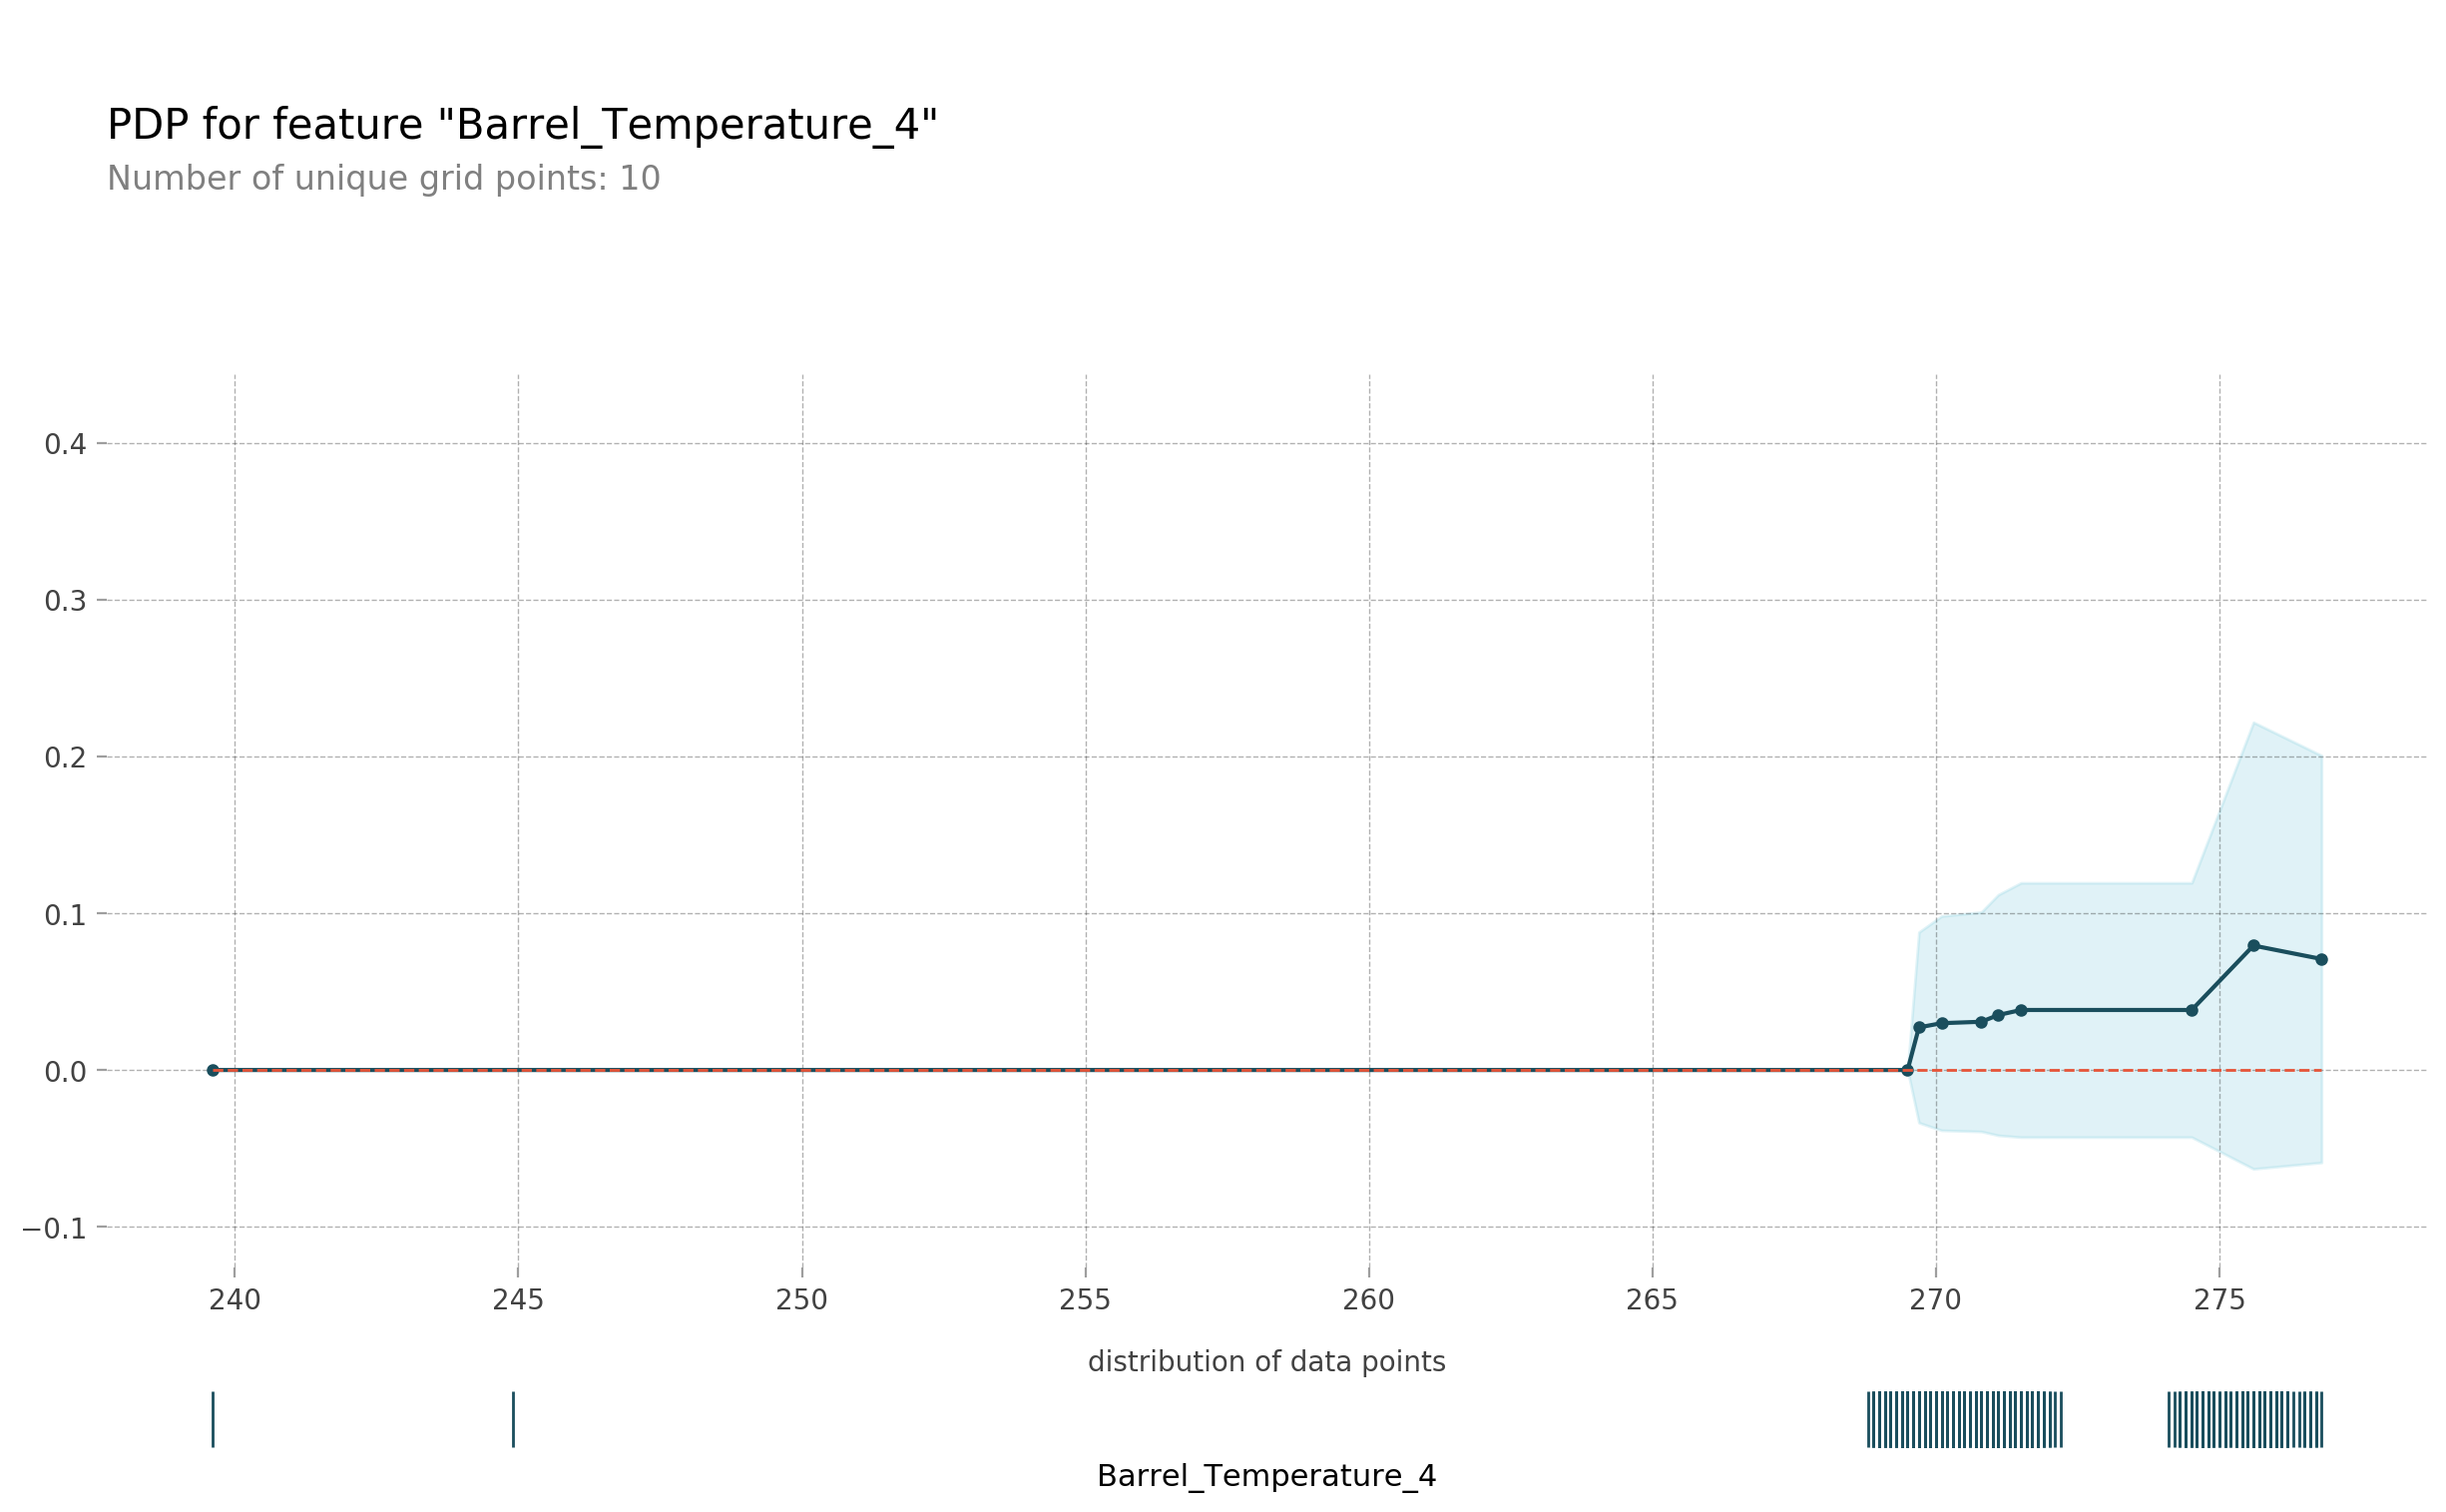 PDP for feature "Barrel_Temperature_4"
Number of unique grid points: 10
0.4
0.3
0.2
0.1
0.0
−0.1
240 245 250 255 260 265 270 275
distribution of data points
Barrel_Temperature_4